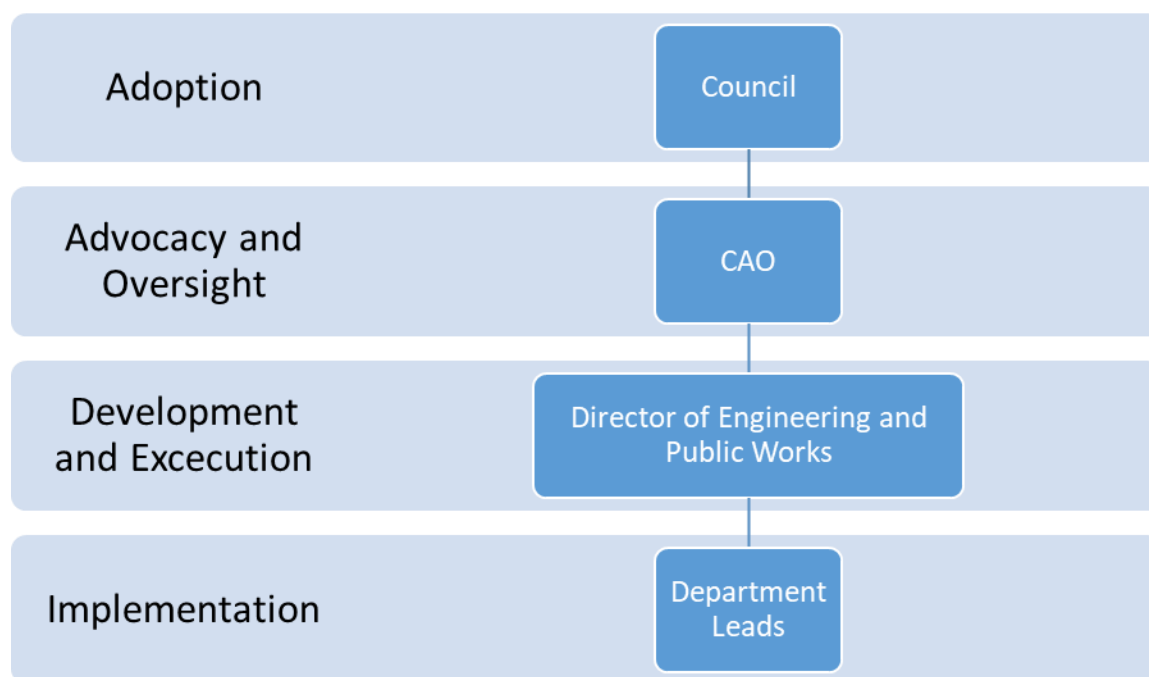 Adoption
Council
Advocacy and
Oversight
CAO
Development
and Excecution
Director of Engineering and
Public Works
Implementation
Department
Leads